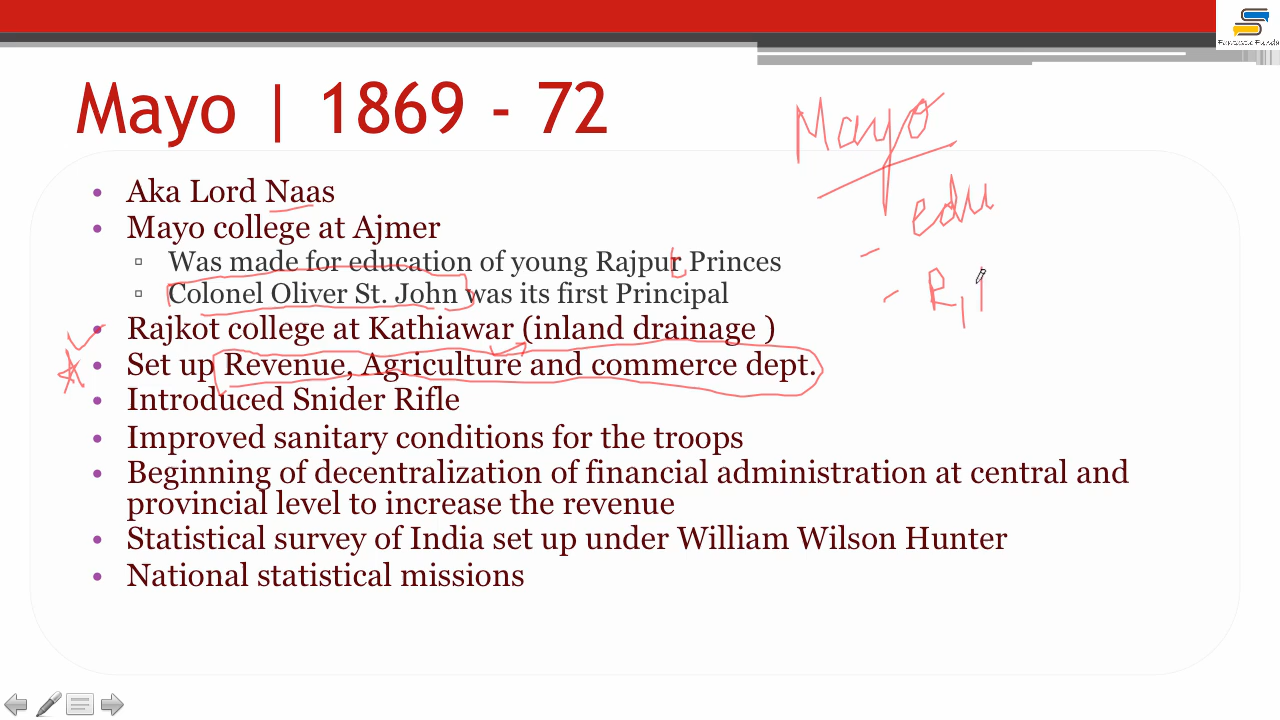 Mayo | 1869 - 72
Mayo
Aka Lord Naas
edu
Mayo college at Ajmer
Was made for education of young Rajpur Princes
t
Colonel Oliver St. John was its first Principal
- R,
Rajkot college at Kathiawar (inland drainage )
Set up Revenue, Agriculture and commerce dept.
Introduced Snider Rifle
Improved sanitary conditions for the troops
Beginning of decentralization of financial administration at central and
provincial level to increase the revenue
Statistical survey of India set up under William Wilson Hunter
National statistical missions